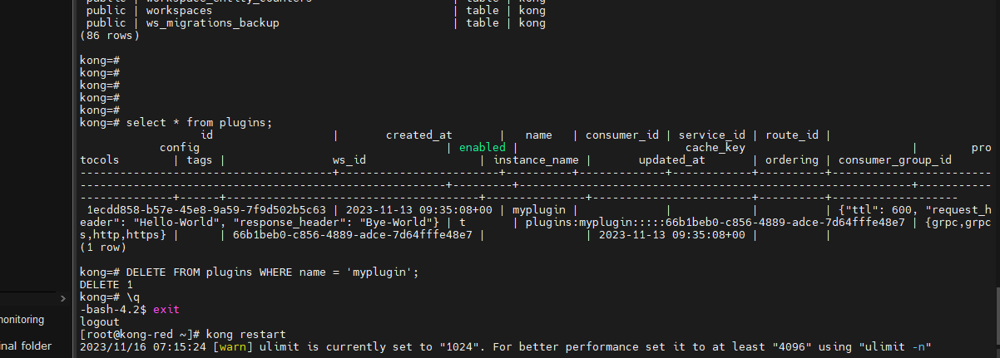 public | workspace_entity_counters | table | kong
public | workspaces | table | kong
public | ws_migrations_backup | table | kong
(86 rows)
kong=#
kong=#
kong=#
kong=#
kong=#
kong=# select * from plugins;
id | created_at | name | consumer_id | service_id | route_id |
config | enabled | cache_key | pro
tocols | tags | ws_id | instance_name | updated_at | ordering | consumer_group_id
1ecdd858-b57e-45e8-9a59-7f9d502b5c63 | 2023-11-13 09:35:08+00 | myplugin | | | | {"ttl": 600, "request_h
eader": "Hello-World", "response_header": "Bye-World"} | t | plugins:myplugin:::::66b1beb0-c856-4889-adce-7d64fffe48e7 | {grpc,grpc
s,http,https} | | 66b1beb0-c856-4889-adce-7d64fffe48e7 | | 2023-11-13 09:35:08+00 | |
(1 row)
kong=# DELETE FROM plugins WHERE name = 'myplugin';
DELETE 1
kong=# \q
-bash-4.2$ exit
logout
[root@kong-red ~]# kong restart
2023/11/16 07:15:24 [warn] ulimit is currently set to "1024". For better performance set it to at least "4096" using "ulimit -n"
>
monitoring
inal folder